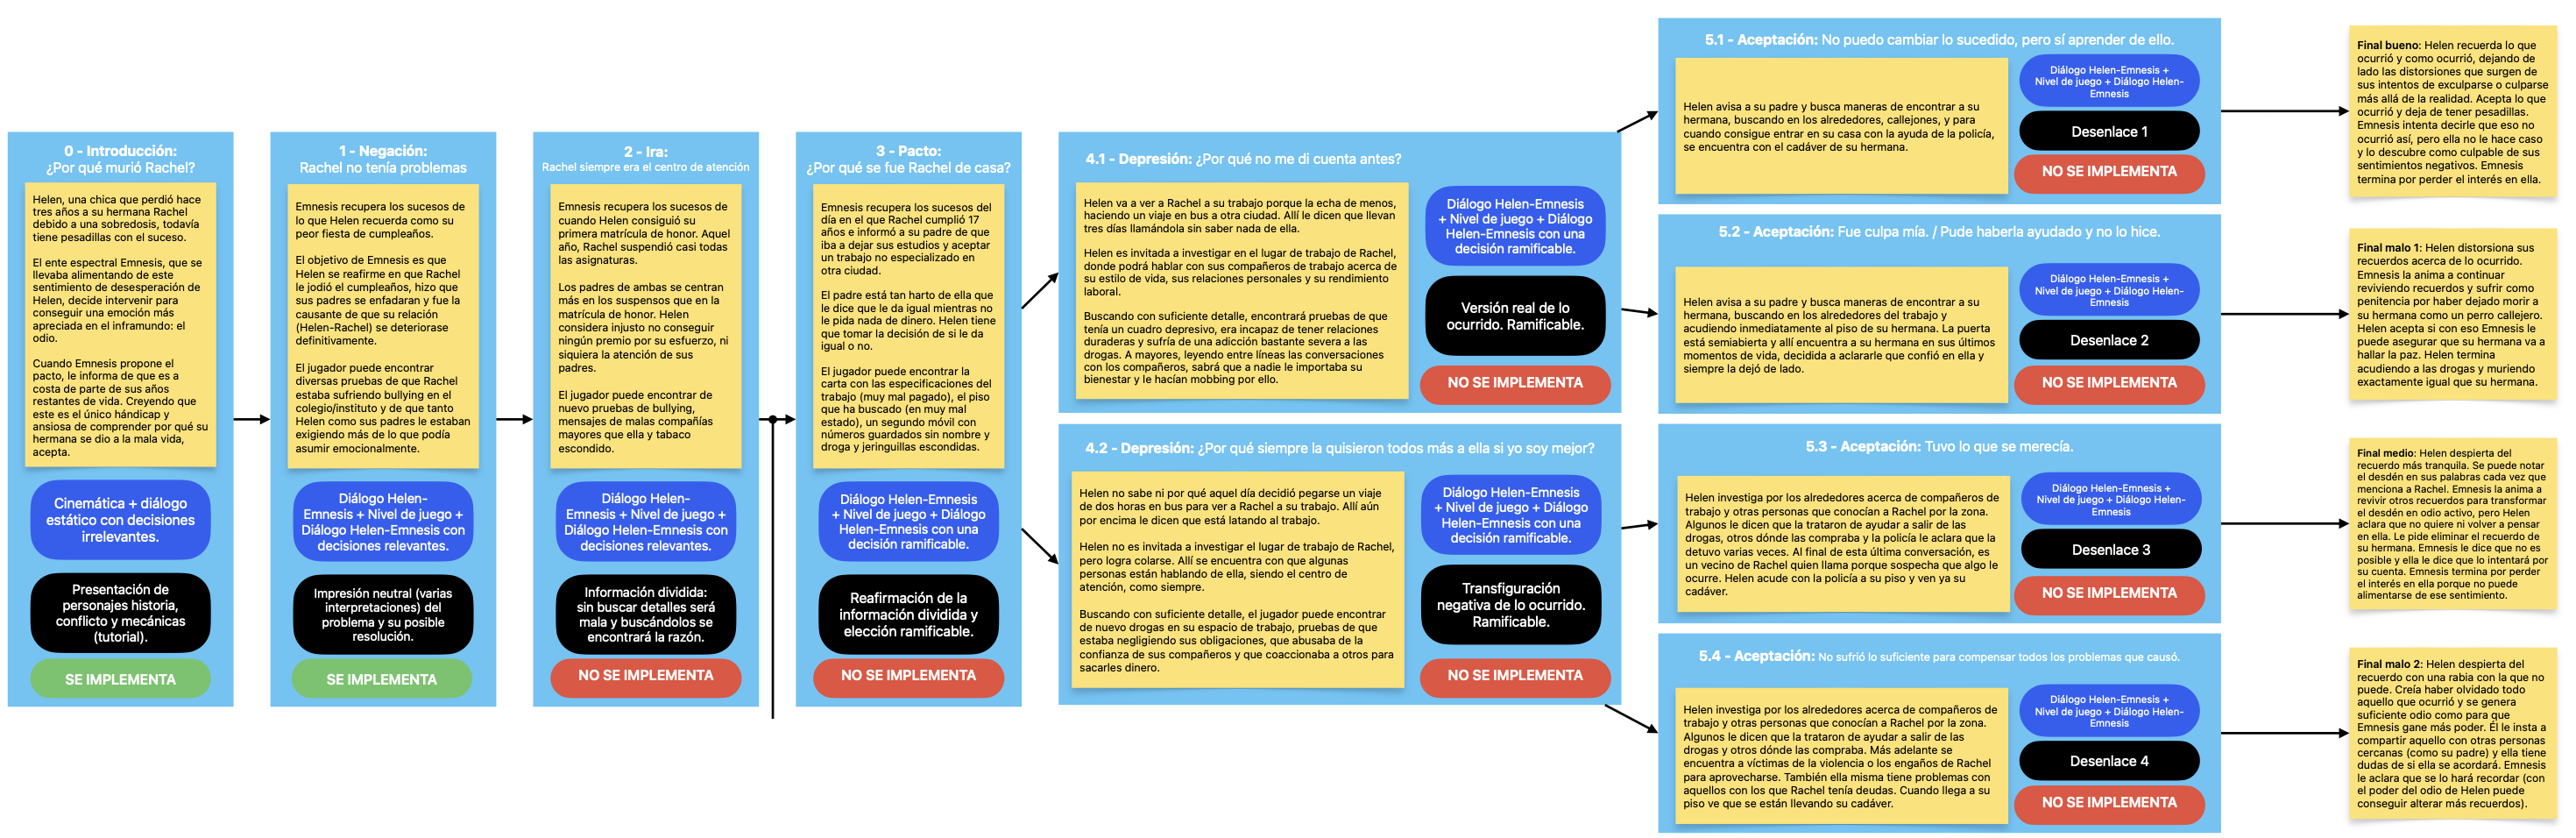 0 - Introducción:
¿Por qué murió Rachel?
Helen, una chica que perdió hace
tres años a su hermana Rachel
debido a una sobredosis, todavía
tiene pesadillas con el suceso.
El ente espectral Emnesis, que se
llevaba alimentando de este
sentimiento de desesperación de
Helen, decide intervenir para
conseguir una emoción más
apreciada en el inframundo: el
odio.
Cuando Emnesis propone el
pacto, le informa de que es a
costa de parte de sus años
restantes de vida. Creyendo que
este es el único hándicap y
ansiosa de comprender por qué su
hermana se dio a la mala vida,
acepta.
Cinemática + diálogo
estático con decisiones
irrelevantes.
Presentación de
personajes historia,
conflicto y mecánicas
(tutorial).
SE IMPLEMENTA
1 - Negación:
Rachel no tenía problemas
Emnesis recupera los sucesos de
lo que Helen recuerda como su
peor fiesta de cumpleaños.
El objetivo de Emnesis es que
Helen se reafirme en que Rachel
le jodió el cumpleaños, hizo que
sus padres se enfadaran y fue la
causante de que su relación
(Helen-Rachel) se deteriorase
definitivamente.
El jugador puede encontrar
diversas pruebas de que Rachel
estaba sufriendo bullying en el
colegio/instituto y de que tanto
Helen como sus padres le estaban
exigiendo más de lo que podía
asumir emocionalmente.
Diálogo Helen-
Emnesis + Nivel de juego +
Diálogo Helen-Emnesis con
decisiones relevantes.
Impresión neutral (varias
interpretaciones) del
problema y su posible
resolución.
SE IMPLEMENTA
2 - Ira:
Rachel siempre era el centro de atención
Emnesis recupera los sucesos de
cuando Helen consiguió su
primera matrícula de honor. Aquel
año, Rachel suspendió casi todas
las asignaturas.
Los padres de ambas se centran
más en los suspensos que en la
matrícula de honor. Helen
considera injusto no conseguir
ningún premio por su esfuerzo, ni
siquiera la atención de sus
padres.
El jugador puede encontrar de
nuevo pruebas de bullying,
mensajes de malas compañías
mayores que ella y tabaco
escondido.
Diálogo Helen-
Emnesis + Nivel de juego +
Diálogo Helen-Emnesis con
decisiones relevantes.
Información dividida:
sin buscar detalles será
mala y buscándolos se
encontrará la razón.
NO SE IMPLEMENTA
3 - Pacto:
¿Por qué se fue Rachel de casa?
Emnesis recupera los sucesos del
día en el que Rachel cumplió 17
años e informó a su padre de que
iba a dejar sus estudios y aceptar
un trabajo no especializado en
otra ciudad.
El padre está tan harto de ella que
le dice que le da igual mientras no
le pida nada de dinero. Helen tiene
que tomar la decisión de si le da
igual o no.
El jugador puede encontrar la
carta con las especificaciones del
trabajo (muy mal pagado), el piso
que ha buscado (en muy mal
estado), un segundo móvil con
números guardados sin nombre y
droga y jeringuillas escondidas.
Diálogo Helen-Emnesis
+ Nivel de juego + Diálogo
Helen-Emnesis con una
decisión ramificable.
Reafirmación de la
información dividida y
elección ramificable.
NO SE IMPLEMENTA
4.1 - Depresión: ¿Por qué no me di cuenta antes?
Helen va a ver a Rachel a su trabajo porque la echa de menos,
haciendo un viaje en bus a otra ciudad. Allí le dicen que llevan
tres días llamándola sin saber nada de ella.
Helen es invitada a investigar en el lugar de trabajo de Rachel,
donde podrá hablar con sus compañeros de trabajo acerca de
su estilo de vida, sus relaciones personales y su rendimiento
laboral.
Buscando con suficiente detalle, encontrará pruebas de que
tenía un cuadro depresivo, era incapaz de tener relaciones
duraderas y sufría de una adicción bastante severa a las
drogas. A mayores, leyendo entre líneas las conversaciones
con los compañeros, sabrá que a nadie le importaba su
bienestar y le hacían mobbing por ello.
Diálogo Helen-Emnesis
+ Nivel de juego + Diálogo
Helen-Emnesis con una
decisión ramificable.
Versión real de lo
ocurrido. Ramificable.
NO SE IMPLEMENTA
4.2 - Depresión: ¿Por qué siempre la quisieron todos más a ella si yo soy mejor?
Helen no sabe ni por qué aquel día decidió pegarse un viaje
de dos horas en bus para ver a Rachel a su trabajo. Allí aún
por encima le dicen que está latando al trabajo.
Helen no es invitada a investigar el lugar de trabajo de Rachel,
pero logra colarse. Allí se encuentra con que algunas
personas están hablando de ella, siendo el centro de
atención, como siempre.
Buscando con suficiente detalle, el jugador puede encontrar
de nuevo drogas en su espacio de trabajo, pruebas de que
estaba negligiendo sus obligaciones, que abusaba de la
confianza de sus compañeros y que coaccionaba a otros para
sacarles dinero.
Diálogo Helen-Emnesis
+ Nivel de juego + Diálogo
Helen-Emnesis con una
decisión ramificable.
Transfiguración
negativa de lo ocurrido.
Ramificable.
NO SE IMPLEMENTA
5.1 - Aceptación: No puedo cambiar lo sucedido, pero sí aprender de ello.
Helen avisa a su padre y busca maneras de encontrar a su
hermana, buscando en los alrededores, callejones, y para
cuando consigue entrar en su casa con la ayuda de la policía,
se encuentra con el cadáver de su hermana.
Diálogo Helen-Emnesis +
Nivel de juego + Diálogo Helen-
Emnesis
Desenlace 1
NO SE IMPLEMENTA
5.2 - Aceptación: Fue culpa mía. / Pude haberla ayudado y no lo hice.
Helen avisa a su padre y busca maneras de encontrar a su
hermana, buscando en los alrededores del trabajo y
acudiendo inmediatamente al piso de su hermana. La puerta
está semiabierta y allí encuentra a su hermana en sus últimos
momentos de vida, decidida a aclararle que confió en ella y
siempre la dejó de lado.
Diálogo Helen-Emnesis +
Nivel de juego + Diálogo Helen-
Emnesis
Desenlace 2
NO SE IMPLEMENTA
5.3 - Aceptación: Tuvo lo que se merecía.
Helen investiga por los alrededores acerca de compañeros de
trabajo y otras personas que conocían a Rachel por la zona.
Algunos le dicen que la trataron de ayudar a salir de las
drogas, otros dónde las compraba y la policía le aclara que la
detuvo varias veces. Al final de esta última conversación, es
un vecino de Rachel quien llama porque sospecha que algo le
ocurre. Helen acude con la policía a su piso y ven ya su
cadáver.
Diálogo Helen-Emnesis +
Nivel de juego + Diálogo Helen-
Emnesis
Desenlace 3
NO SE IMPLEMENTA
5.4 - Aceptación: No sufrió lo suficiente para compensar todos los problemas que causó.
Helen investiga por los alrededores acerca de compañeros de
trabajo y otras personas que conocían a Rachel por la zona.
Algunos le dicen que la trataron de ayudar a salir de las
drogas y otros dónde las compraba. Más adelante se
encuentra a víctimas de la violencia o los engaños de Rachel
para aprovecharse. También ella misma tiene problemas con
aquellos con los que Rachel tenía deudas. Cuando llega a su
piso ve que se están llevando su cadáver.
Diálogo Helen-Emnesis +
Nivel de juego + Diálogo Helen-
Emnesis
Desenlace 4
NO SE IMPLEMENTA
Final bueno: Helen recuerda lo que
ocurrió y como ocurrió, dejando de
lado las distorsiones que surgen de
sus intentos de exculparse o culparse
más allá de la realidad. Acepta lo que
ocurrió y deja de tener pesadillas.
Emnesis intenta decirle que eso no
ocurrió así, pero ella no le hace caso
y lo descubre como culpable de sus
sentimientos negativos. Emnesis
termina por perder el interés en ella.
Final malo 1: Helen distorsiona sus
recuerdos acerca de lo ocurrido.
Emnesis la anima a continuar
reviviendo recuerdos y sufrir como
penitencia por haber dejado morir a
su hermana como un perro callejero.
Helen acepta si con eso Emnesis le
puede asegurar que su hermana va a
hallar la paz. Helen termina
acudiendo a las drogas y muriendo
exactamente igual que su hermana.
Final medio: Helen despierta del
recuerdo más tranquila. Se puede notar
el desdén en sus palabras cada vez que
menciona a Rachel. Emnesis la anima a
revivir otros recuerdos para transformar
el desdén en odio activo, pero Helen
aclara que no quiere ni volver a pensar
en ella. Le pide eliminar el recuerdo de
su hermana. Emnesis le dice que no es
posible y ella le dice que lo intentará por
su cuenta. Emnesis termina por perder
el interés en ella porque no puede
alimentarse de ese sentimiento.
Final malo 2: Helen despierta del
recuerdo con una rabia con la que no
puede. Creía haber olvidado todo
aquello que ocurrió y se genera
suficiente odio como para que
Emnesis gane más poder. Él le insta a
compartir aquello con otras personas
cercanas (como su padre) y ella tiene
dudas de si ella se acordará. Emnesis
le aclara que se lo hará recordar (con
el poder del odio de Helen puede
conseguir alterar más recuerdos).